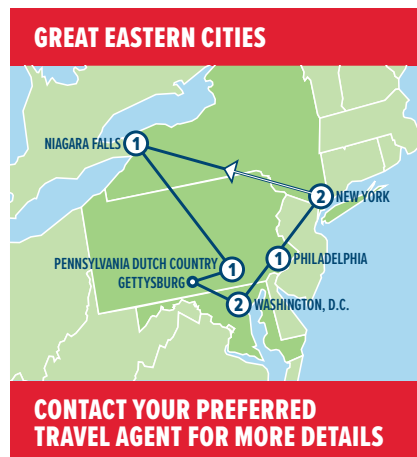 GREAT EASTERN CITIES
NIAGARA FALLS 1
2 NEW YORK
1 PHILADELPHIA
PENNSYLVANIA DUTCH COUNTRY 1
GETTYSBURG
2 WASHINGTON, D.C.
CONTACT YOUR PREFERRED
TRAVEL AGENT FOR MORE DETAILS